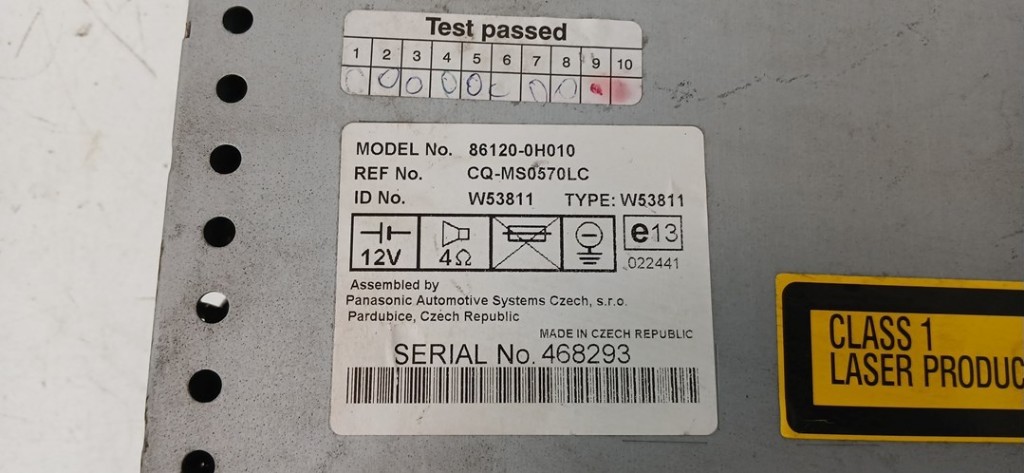 Test passed
1 2 3 4 5 6 7 8 9 10
MODEL No. 86120-0H010
REF No. CQ-MS0570LC
ID No. W53811 TYPE: W53811
12V 4Ω e13
022441
Assembled by
Panasonic Automotive Systems Czech, s.r.o.
Pardubice, Czech Republic
MADE IN CZECH REPUBLIC
SERIAL No. 468293
CLASS 1
LASER PRODUC